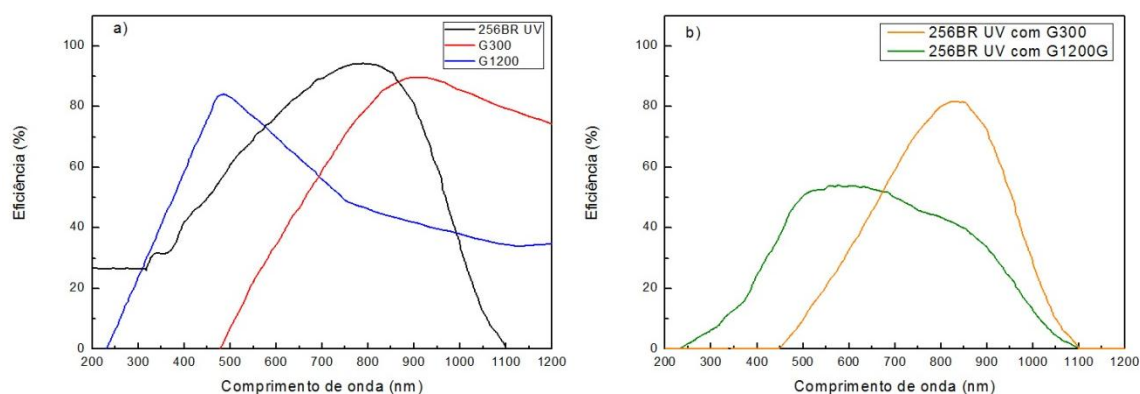 a)
256BR UV
G300
G1200
Eficiência (%)
100
80
60
40
20
0
200 300 400 500 600 700 800 900 1000 1100 1200
Comprimento de onda (nm)
b)
256BR UV com G300
256BR UV com G1200G
Eficiência (%)
100
80
60
40
20
0
200 300 400 500 600 700 800 900 1000 1100 1200
Comprimento de onda (nm)